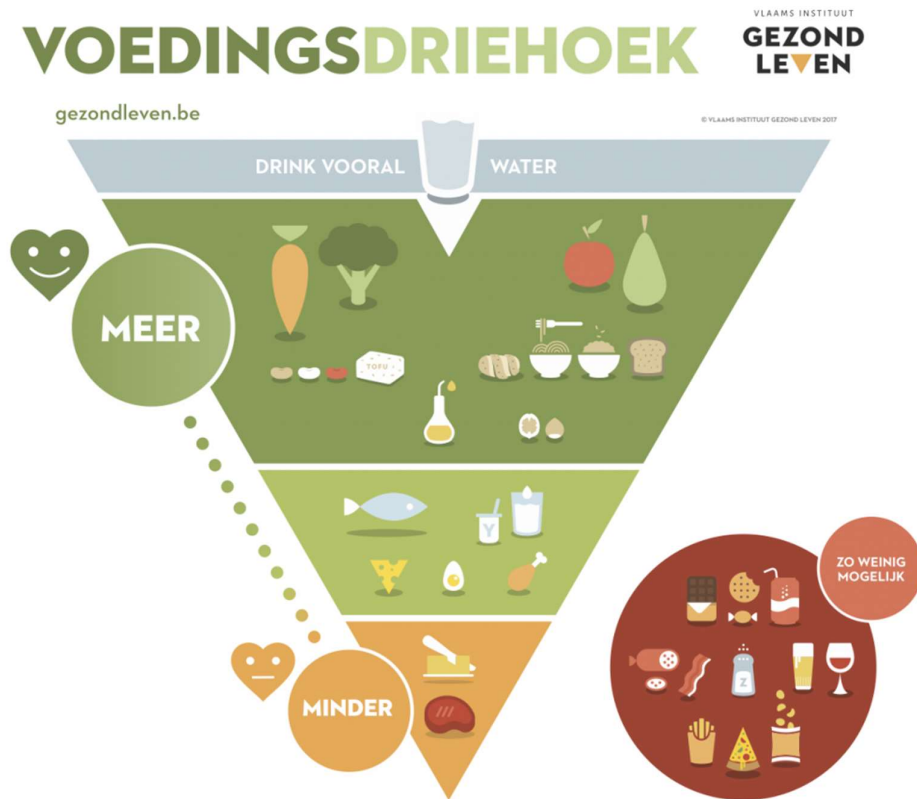 VOEDINGSDRIEHOEK
VLAAMS INSTITUUT
GEZOND
LEVEN
gezondleven.be
© VLAAMS INSTITUUT GEZOND LEVEN 2017
DRINK VOORAL WATER
MEER
TOFU
Y
ZO WEINIG
MOGELIJK
MINDER
Z